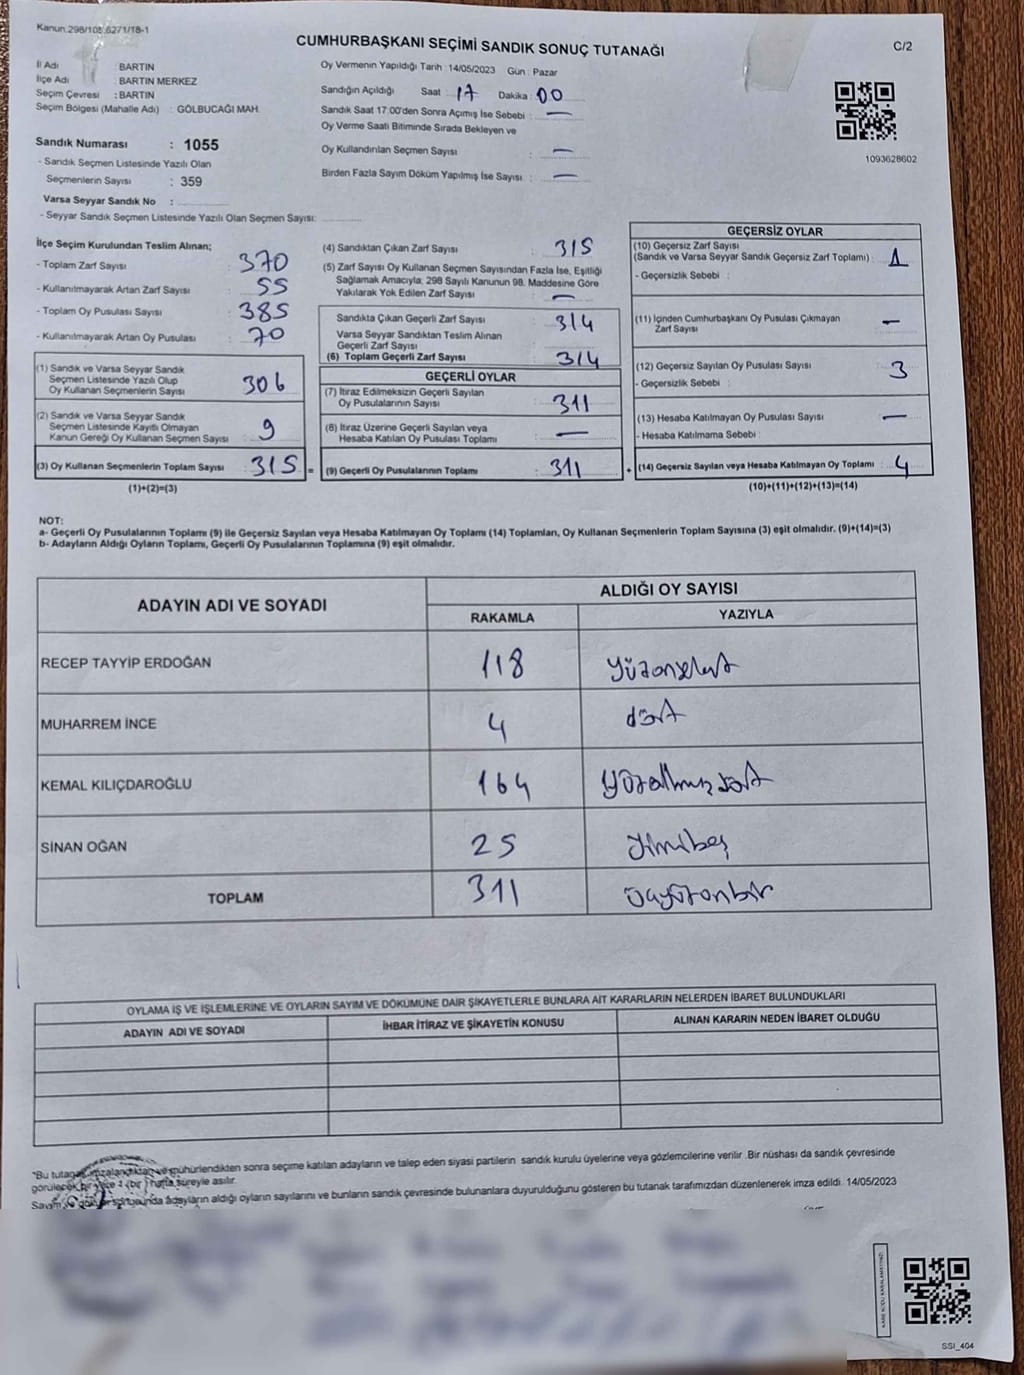 Kanun:298/105;6271/18-1
CUMHURBAŞKANI SEÇİMİ SANDIK SONUÇ TUTANAĞI
C/2
İl Adı : BARTIN
İlçe Adı : BARTIN MERKEZ
Seçim Çevresi : BARTIN
Seçim Bölgesi (Mahalle Adı) : GÖLBUCAĞI MAH.
Oy Vermenin Yapıldığı Tarih : 14/05/2023 Gün : Pazar
Sandığın Açıldığı Saat : 17 Dakika : 00
Sandık Saat 17:00'den Sonra Açımış İse Sebebi : —
Oy Verme Saati Bitiminde Sırada Bekleyen ve
Oy Kullandırılan Seçmen Sayısı : —
Birden Fazla Sayım Döküm Yapılmış İse Sayısı : —
1093628602
Sandık Numarası : 1055
- Sandık Seçmen Listesinde Yazılı Olan
Seçmenlerin Sayısı : 359
Varsa Seyyar Sandık No :
- Seyyar Sandık Seçmen Listesinde Yazılı Olan Seçmen Sayısı:
İlçe Seçim Kurulundan Teslim Alınan;
- Toplam Zarf Sayısı : 370
- Kullanılmayarak Artan Zarf Sayısı : 55
- Toplam Oy Pusulası Sayısı : 385
- Kullanılmayarak Artan Oy Pusulası : 70
(1) Sandık ve Varsa Seyyar Sandık
Seçmen Listesinde Yazılı Olup
Oy Kullanan Seçmenlerin Sayısı : 306
(2) Sandık ve Varsa Seyyar Sandık
Seçmen Listesinde Kayıtlı Olmayan
Kanun Gereği Oy Kullanan Seçmen Sayısı : 9
(3) Oy Kullanan Seçmenlerin Toplam Sayısı : 315 =
(1)+(2)=(3)
(4) Sandıktan Çıkan Zarf Sayısı : 315
(5) Zarf Sayısı Oy Kullanan Seçmen Sayısından Fazla İse, Eşitliği
Sağlamak Amacıyla; 298 Sayılı Kanunun 98. Maddesine Göre
Yakılarak Yok Edilen Zarf Sayısı : —
Sandıkta Çıkan Geçerli Zarf Sayısı : 314
Varsa Seyyar Sandıktan Teslim Alınan
Geçerli Zarf Sayısı :
(6) Toplam Geçerli Zarf Sayısı : 314
GEÇERLİ OYLAR
(7) İtiraz Edilmeksizin Geçerli Sayılan
Oy Pusulalarının Sayısı : 311
(8) İtiraz Üzerine Geçerli Sayılan veya
Hesaba Katılan Oy Pusulası Toplamı : —
(9) Geçerli Oy Pusulalarının Toplamı : 311 +
GEÇERSİZ OYLAR
(10) Geçersiz Zarf Sayısı
(Sandık ve Varsa Seyyar Sandık Geçersiz Zarf Toplamı) : 1
- Geçersizlik Sebebi :
(11) İçinden Cumhurbaşkanı Oy Pusulası Çıkmayan
Zarf Sayısı : —
(12) Geçersiz Sayılan Oy Pusulası Sayısı : 3
- Geçersizlik Sebebi :
(13) Hesaba Katılmayan Oy Pusulası Sayısı : —
- Hesaba Katılmama Sebebi :
(14) Geçersiz Sayılan veya Hesaba Katılmayan Oy Toplamı : 4
(10)+(11)+(12)+(13)=(14)
NOT:
a- Geçerli Oy Pusulalarının Toplamı (9) ile Geçersiz Sayılan veya Hesaba Katılmayan Oy Toplamı (14) Toplamları, Oy Kullanan Seçmenlerin Toplam Sayısına (3) eşit olmalıdır. (9)+(14)=(3)
b- Adayların Aldığı Oyların Toplamı, Geçerli Oy Pusulalarının Toplamına (9) eşit olmalıdır.
ADAYIN ADI VE SOYADI
ALDIĞI OY SAYISI
RAKAMLA YAZIYLA
RECEP TAYYİP ERDOĞAN 118 yüzonsekiz
MUHARREM İNCE 4 dört
KEMAL KILIÇDAROĞLU 164 yüzaltmışdört
SİNAN OĞAN 25 yirmibeş
TOPLAM 311 üçyüzonbir
OYLAMA İŞ VE İŞLEMLERİNE VE OYLARIN SAYIM VE DÖKÜMÜNE DAİR ŞİKAYETLERLE BUNLARA AİT KARARLARIN NELERDEN İBARET BULUNDUKLARI
ADAYIN ADI VE SOYADI İHBAR İTİRAZ VE ŞİKAYETİN KONUSU ALINAN KARARIN NEDEN İBARET OLDUĞU
*Bu tutanak imzalandıktan ve mühürlendikten sonra seçime katılan adayların ve talep eden siyasi partilerin sandık kurulu üyelerine veya gözlemcilerine verilir .Bir nüshası da sandık çevresinde
görülecek bir yere 1 (bir) hafta süreyle asılır.
adayların aldığı oyların sayılarını ve bunların sandık çevresinde bulunanlara duyurulduğunu gösteren bu tutanak tarafımızdan düzenlenerek imza edildi. 14/05/2023
SSI_404